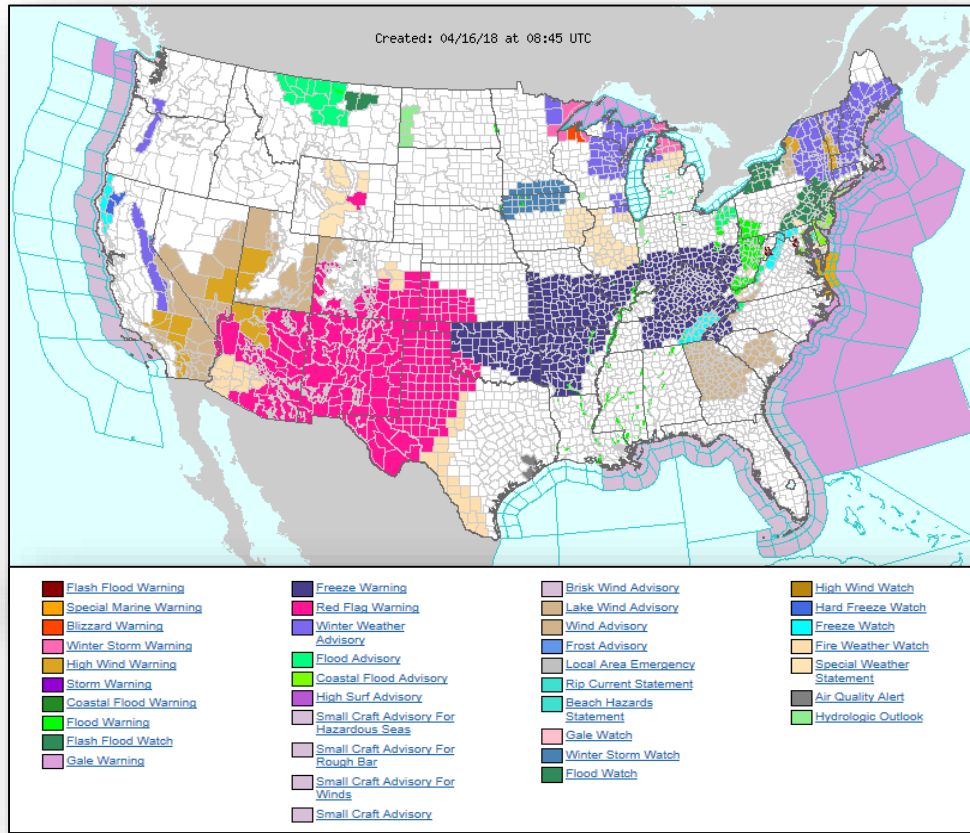 Created: 04/16/18 at 08:45 UTC
Flash Flood Warning
Special Marine Warning
Blizzard Warning
Winter Storm Warning
High Wind Warning
Storm Warning
Coastal Flood Warning
Flood Warning
Flash Flood Watch
Gale Warning
Freeze Warning
Red Flag Warning
Winter Weather
Advisory
Flood Advisory
Coastal Flood Advisory
High Surf Advisory
Small Craft Advisory For
Hazardous Seas
Small Craft Advisory For
Rough Bar
Small Craft Advisory For
Winds
Small Craft Advisory
Brisk Wind Advisory
Lake Wind Advisory
Wind Advisory
Frost Advisory
Local Area Emergency
Rip Current Statement
Beach Hazards
Statement
Gale Watch
Winter Storm Watch
Flood Watch
High Wind Watch
Hard Freeze Watch
Freeze Watch
Fire Weather Watch
Special Weather
Statement
Air Quality Alert
Hydrologic Outlook